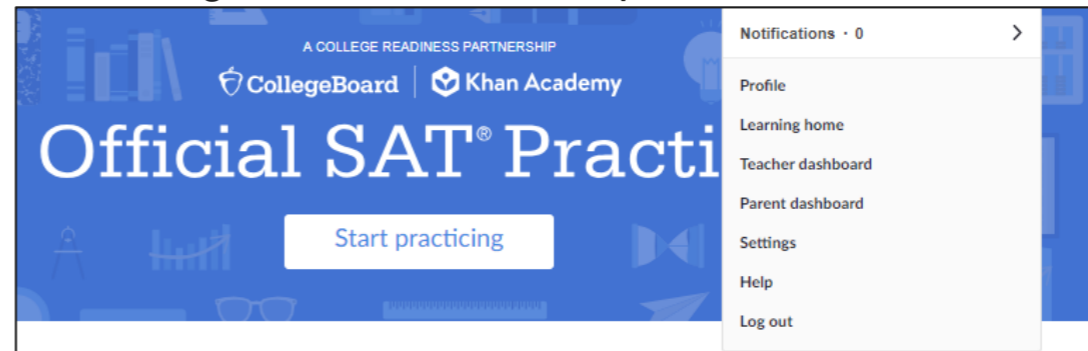 A COLLEGE READINESS PARTNERSHIP
CollegeBoard | Khan Academy
Official SAT® Practi
Start practicing
Notifications · 0
Profile
Learning home
Teacher dashboard
Parent dashboard
Settings
Help
Log out